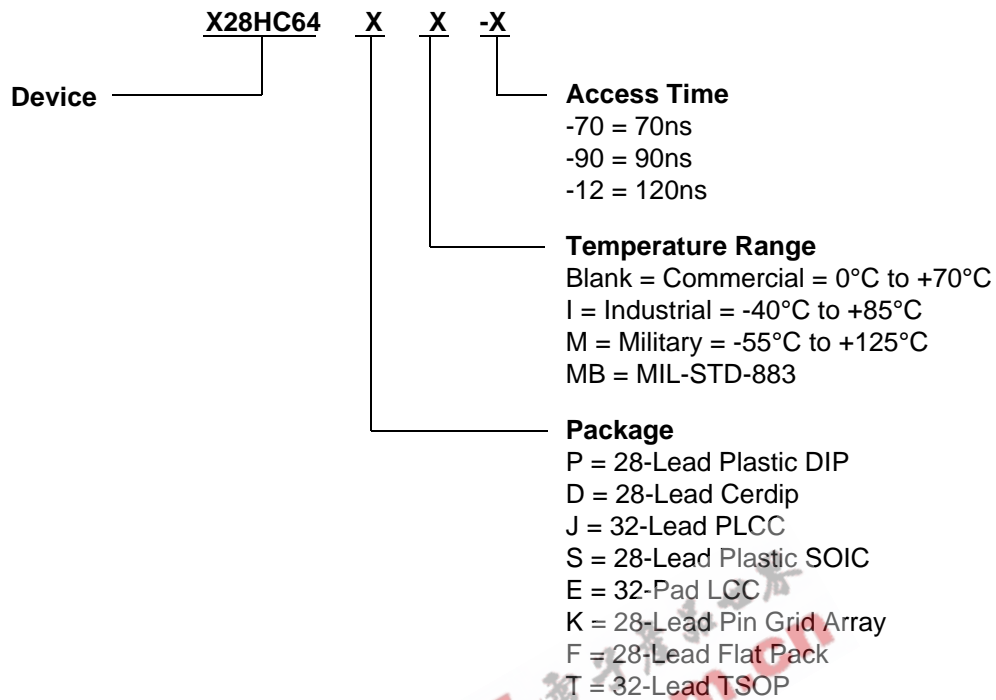 X28HC64 X X -X
Device
Access Time
-70 = 70ns
-90 = 90ns
-12 = 120ns
Temperature Range
Blank = Commercial = 0°C to +70°C
I = Industrial = -40°C to +85°C
M = Military = -55°C to +125°C
MB = MIL-STD-883
Package
P = 28-Lead Plastic DIP
D = 28-Lead Cerdip
J = 32-Lead PLCC
S = 28-Lead Plastic SOIC
E = 32-Pad LCC
K = 28-Lead Pin Grid Array
F = 28-Lead Flat Pack
T = 32-Lead TSOP